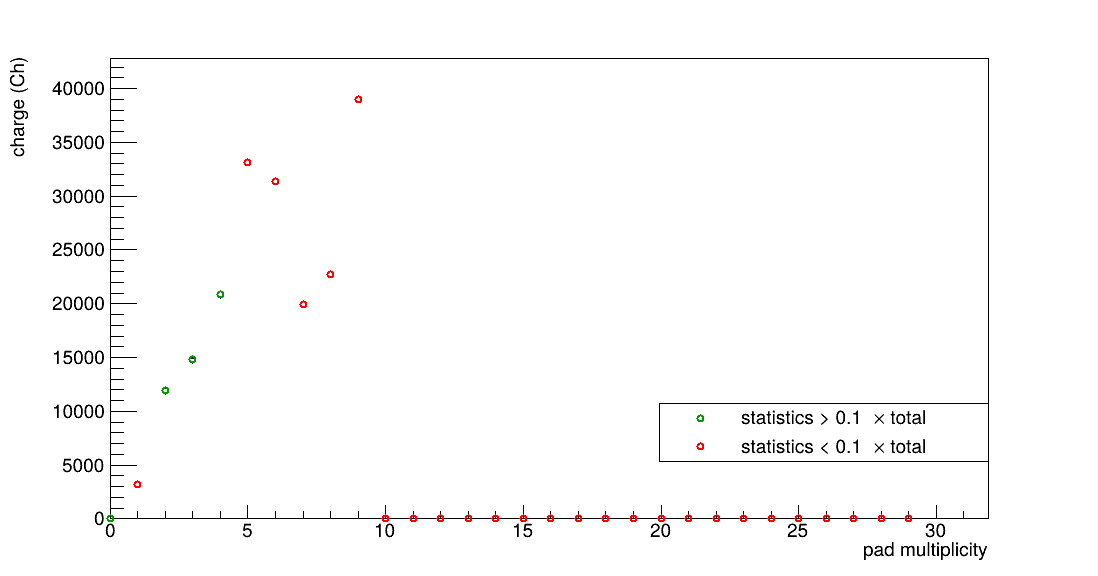 charge (Ch)
40000
35000
30000
25000
20000
15000
10000
5000
0
statistics > 0.1 × total
statistics < 0.1 × total
0 5 10 15 20 25 30
pad multiplicity